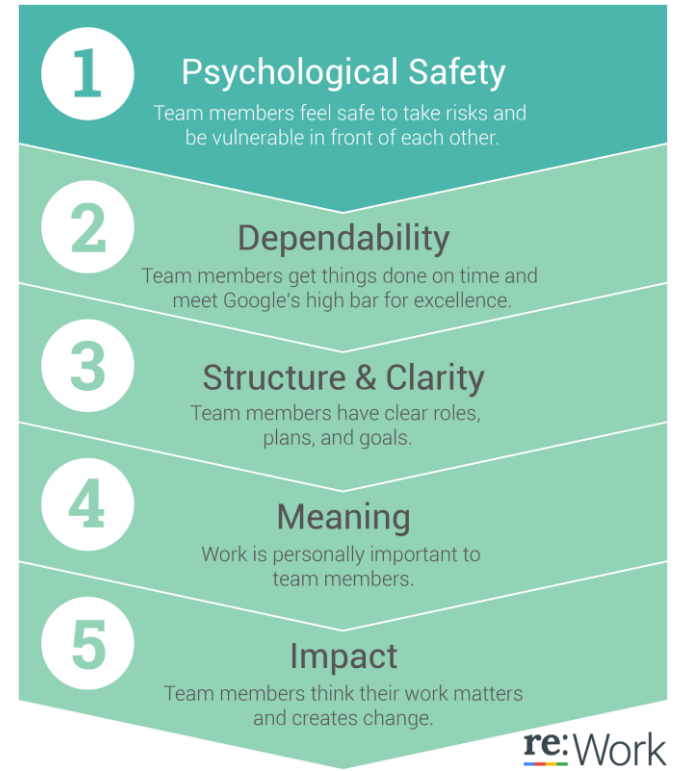 1
Psychological Safety
Team members feel safe to take risks and
be vulnerable in front of each other.
2
Dependability
Team members get things done on time and
meet Google's high bar for excellence.
3
Structure & Clarity
Team members have clear roles,
plans, and goals.
4
Meaning
Work is personally important to
team members.
5
Impact
Team members think their work matters
and creates change.
re:Work